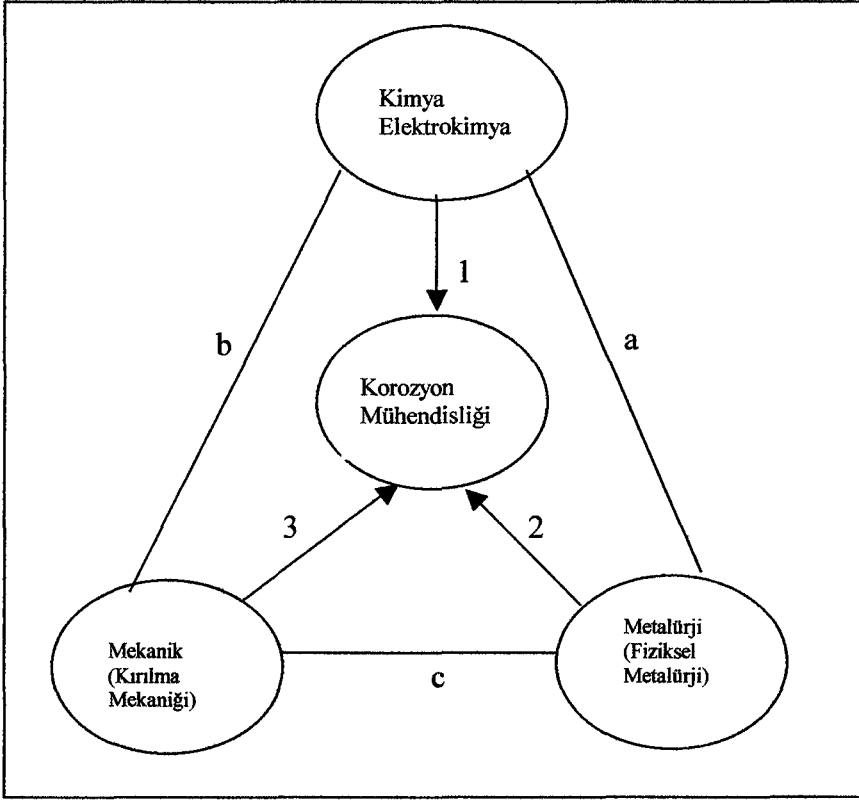 Kimya
Elektrokimya
1
b
a
Korozyon
Mühendisliği
3
2
Mekanik
(Kırılma
Mekaniği)
c
Metalürji
(Fiziksel
Metalürji)